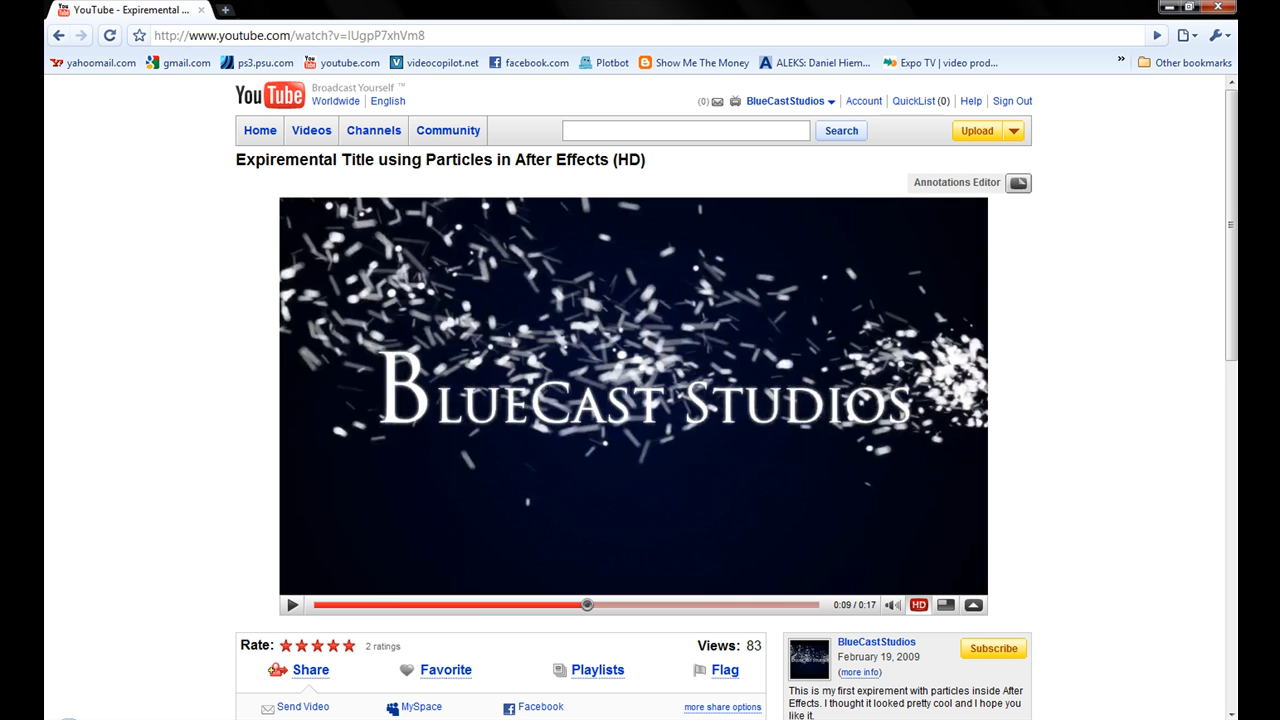 YouTube - Expiremental ...
http://www.youtube.com/watch?v=lUgpP7xhVm8
yahoomail.com gmail.com ps3.psu.com youtube.com videocopilot.net facebook.com Plotbot Show Me The Money ALEKS: Daniel Hiem... Expo TV | video prod... » Other bookmarks
YouTube Broadcast Yourself ™
Worldwide English
(0) BlueCastStudios Account QuickList (0) Help Sign Out
Home Videos Channels Community Search Upload
Expiremental Title using Particles in After Effects (HD)
Annotations Editor
BLUECAST STUDIOS
0:09 / 0:17 HD
Rate: 2 ratings Views: 83
Share Favorite Playlists Flag
Send Video MySpace Facebook more share options
BlueCastStudios
February 19, 2009
(more info)
Subscribe
This is my first expirement with particles inside After
Effects. I thought it looked pretty cool and I hope you
like it.